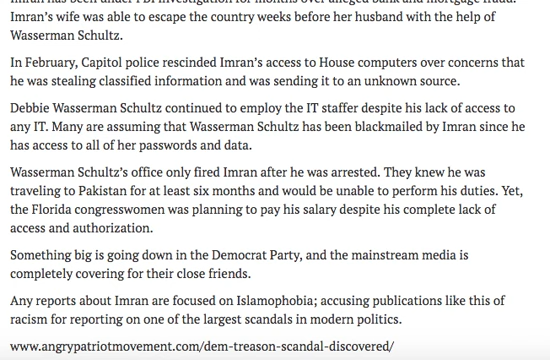 Imran's wife was able to escape the country weeks before her husband with the help of
Wasserman Schultz.
In February, Capitol police rescinded Imran's access to House computers over concerns that
he was stealing classified information and was sending it to an unknown source.
Debbie Wasserman Schultz continued to employ the IT staffer despite his lack of access to
any IT. Many are assuming that Wasserman Schultz has been blackmailed by Imran since he
has access to all of her passwords and data.
Wasserman Schultz's office only fired Imran after he was arrested. They knew he was
traveling to Pakistan for at least six months and would be unable to perform his duties. Yet,
the Florida congresswomen was planning to pay his salary despite his complete lack of
access and authorization.
Something big is going down in the Democrat Party, and the mainstream media is
completely covering for their close friends.
Any reports about Imran are focused on Islamophobia; accusing publications like this of
racism for reporting on one of the largest scandals in modern politics.
www.angrypatriotmovement.com/dem-treason-scandal-discovered/